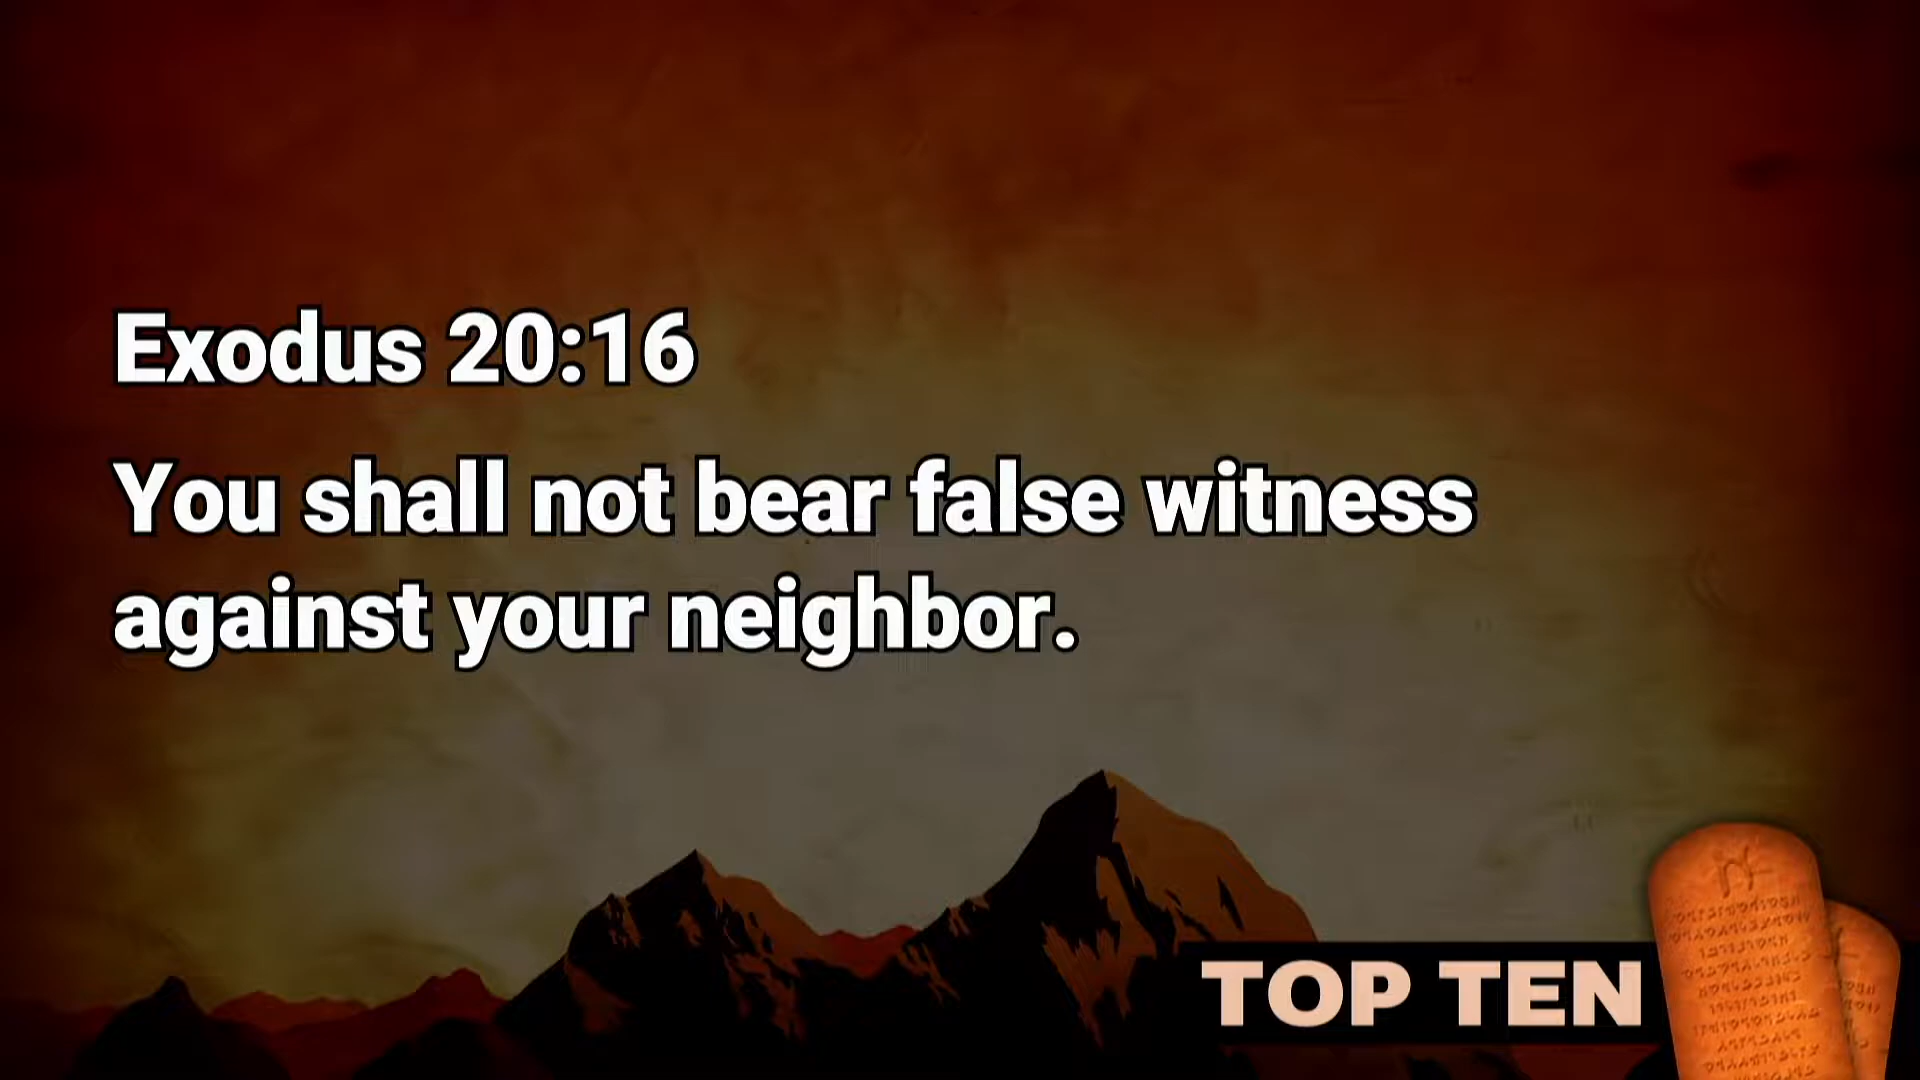 Exodus 20:16
You shall not bear false witness
against your neighbor.
TOP TEN